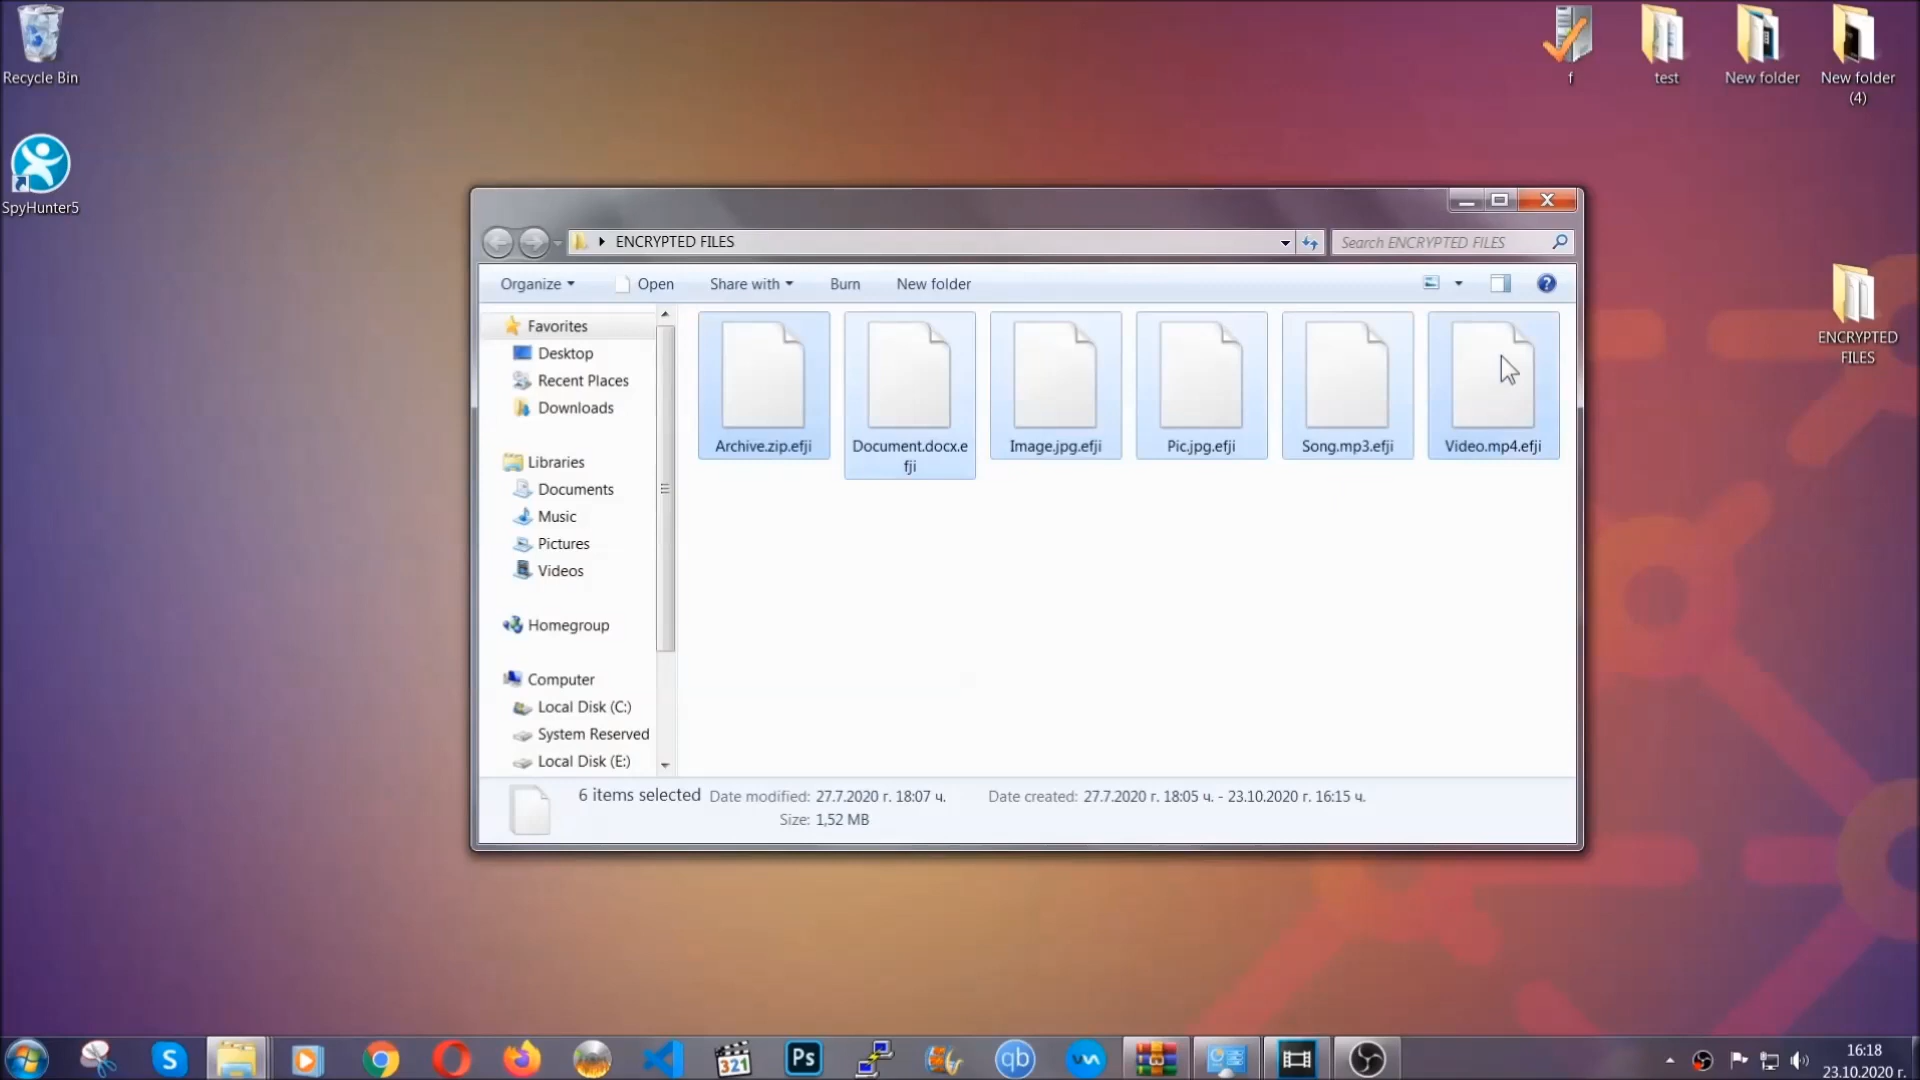 Recycle Bin
SpyHunter5
f
test
New folder
New folder
(4)
ENCRYPTED
FILES
ENCRYPTED FILES
Search ENCRYPTED FILES
Organize
Open
Share with
Burn
New folder
Favorites
Desktop
Recent Places
Downloads
Libraries
Documents
Music
Pictures
Videos
Homegroup
Computer
Local Disk (C:)
System Reserved
Local Disk (E:)
Archive.zip.efji
Document.docx.e
fji
Image.jpg.efji
Pic.jpg.efji
Song.mp3.efji
Video.mp4.efji
6 items selected Date modified: 27.7.2020 г. 18:07 ч. Date created: 27.7.2020 г. 18:05 ч. - 23.10.2020 г. 16:15 ч.
Size: 1,52 MB
S
321
Ps
qb
16:18
23.10.2020 г.